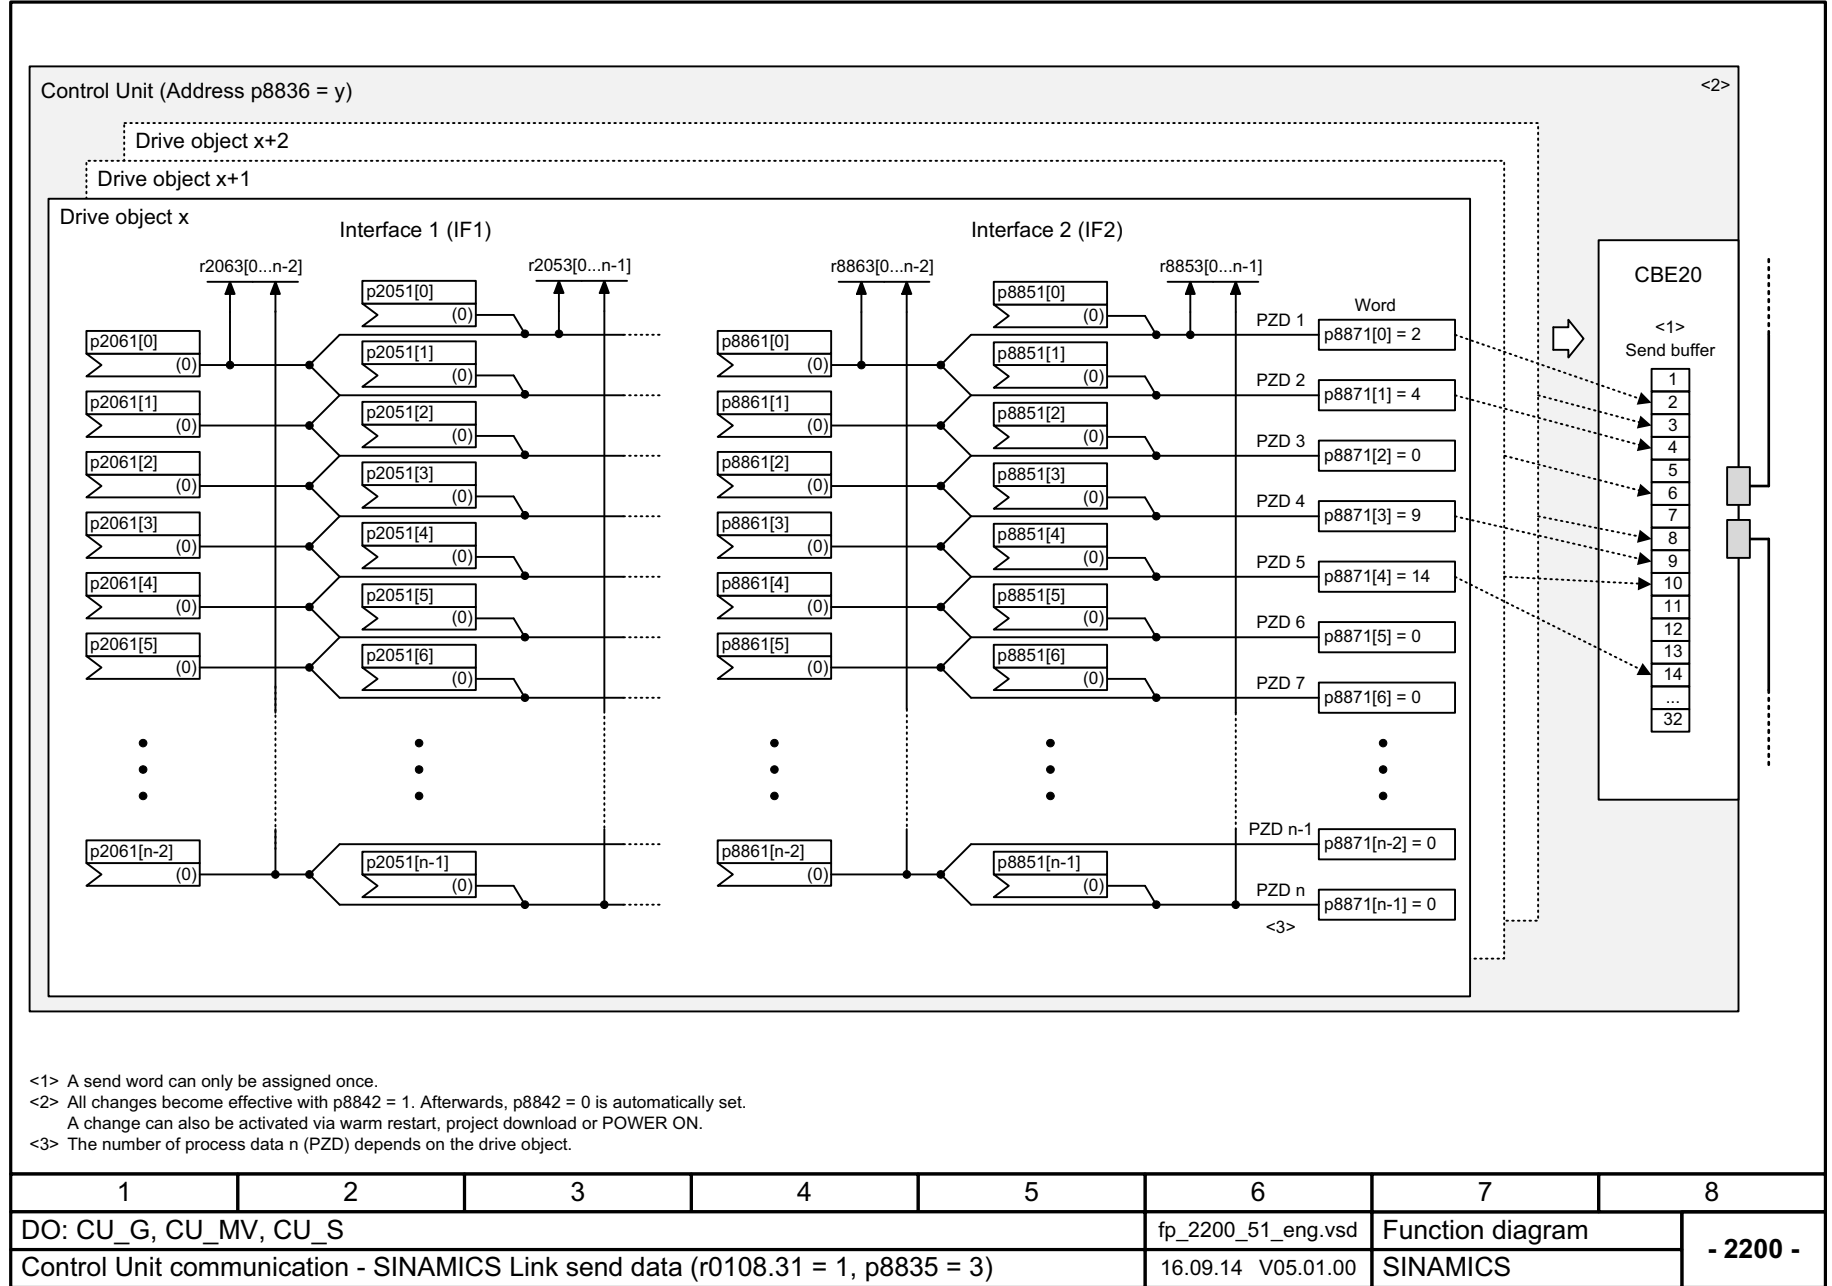 Control Unit (Address p8836 = y)
<2>
Drive object x+2
Drive object x+1
Drive object x
Interface 1 (IF1)
Interface 2 (IF2)
r2063[0...n-2]
r2053[0...n-1]
r8863[0...n-2]
r8853[0...n-1]
p2051[0]
(0)
p2051[1]
(0)
p2051[2]
(0)
p2051[3]
(0)
p2051[4]
(0)
p2051[5]
(0)
p2051[6]
(0)
p2051[n-1]
(0)
p2061[0]
(0)
p2061[1]
(0)
p2061[2]
(0)
p2061[3]
(0)
p2061[4]
(0)
p2061[5]
(0)
p2061[n-2]
(0)
p8861[0]
(0)
p8861[1]
(0)
p8861[2]
(0)
p8861[3]
(0)
p8861[4]
(0)
p8861[5]
(0)
p8861[n-2]
(0)
p8851[0]
(0)
p8851[1]
(0)
p8851[2]
(0)
p8851[3]
(0)
p8851[4]
(0)
p8851[5]
(0)
p8851[6]
(0)
p8851[n-1]
(0)
Word
PZD 1
p8871[0] = 2
PZD 2
p8871[1] = 4
PZD 3
p8871[2] = 0
PZD 4
p8871[3] = 9
PZD 5
p8871[4] = 14
PZD 6
p8871[5] = 0
PZD 7
p8871[6] = 0
PZD n-1
p8871[n-2] = 0
PZD n
p8871[n-1] = 0
<3>
CBE20
<1>
Send buffer
1
2
3
4
5
6
7
8
9
10
11
12
13
14
...
32
<1> A send word can only be assigned once.
<2> All changes become effective with p8842 = 1. Afterwards, p8842 = 0 is automatically set.
A change can also be activated via warm restart, project download or POWER ON.
<3> The number of process data n (PZD) depends on the drive object.
1 2 3 4 5 6 7 8
DO: CU_G, CU_MV, CU_S
fp_2200_51_eng.vsd
Function diagram
- 2200 -
Control Unit communication - SINAMICS Link send data (r0108.31 = 1, p8835 = 3)
16.09.14 V05.01.00
SINAMICS